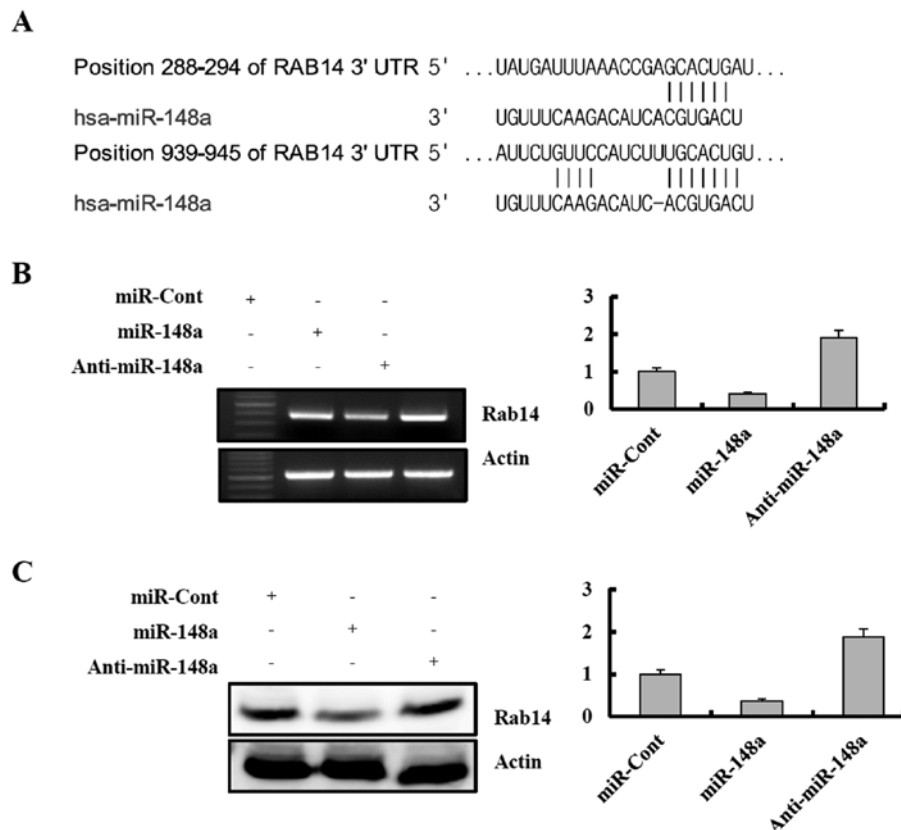 A
Position 288-294 of RAB14 3' UTR 5' ...UAUGAUUUAAACCGAGCACUGAU...
hsa-miR-148a 3' UGUUUCAAGACAUCACGUGACU
Position 939-945 of RAB14 3' UTR 5' ...AUUCUGUUCCAUCUUUGCACUGU...
hsa-miR-148a 3' UGUUUCAAGACAUC-ACGUGACU
B
miR-Cont + - -
miR-148a - + -
Anti-miR-148a - - +
Rab14
Actin
3
2
1
0
miR-Cont
miR-148a
Anti-miR-148a
C
miR-Cont + - -
miR-148a - + -
Anti-miR-148a - - +
Rab14
Actin
3
2
1
0
miR-Cont
miR-148a
Anti-miR-148a